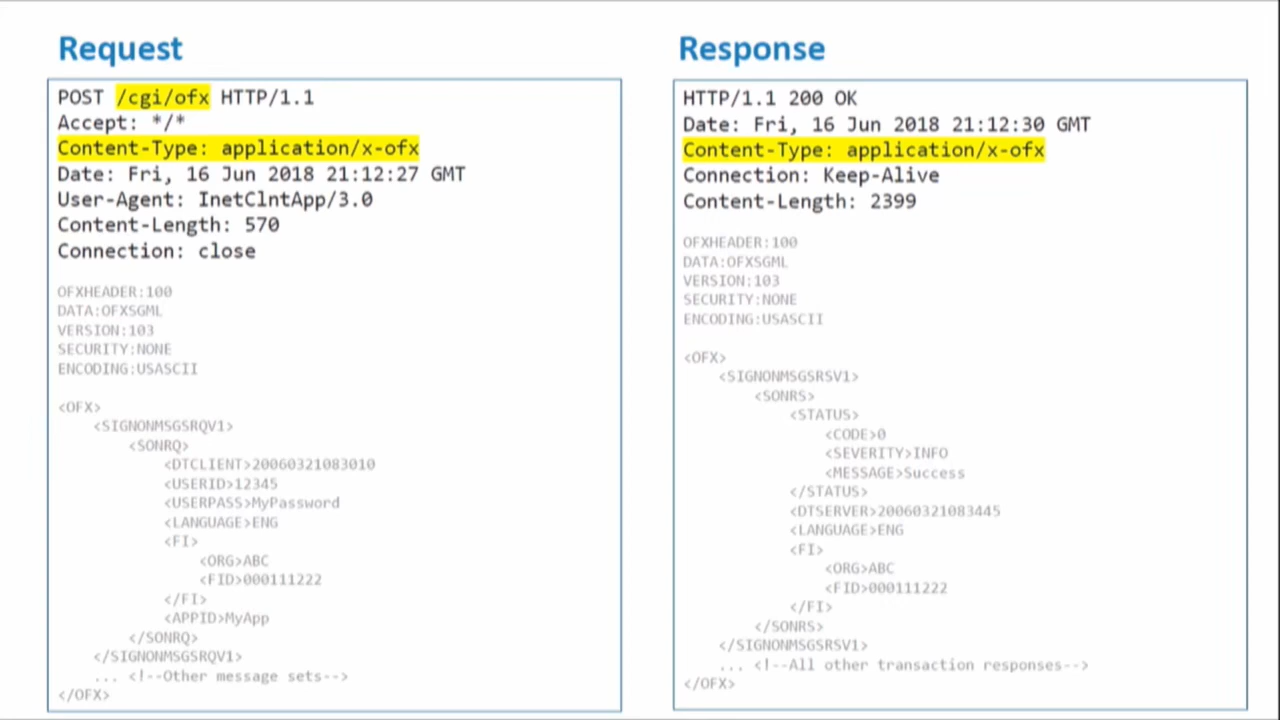 Request
POST /cgi/ofx HTTP/1.1
Accept: */*
Content-Type: application/x-ofx
Date: Fri, 16 Jun 2018 21:12:27 GMT
User-Agent: InetClntApp/3.0
Content-Length: 570
Connection: close
OFXHEADER:100
DATA:OFXSGML
VERSION:103
SECURITY:NONE
ENCODING:USASCII
<OFX>
<SIGNONMSGSRQV1>
<SONRQ>
<DTCLIENT>20060321083010
<USERID>12345
<USERPASS>MyPassword
<LANGUAGE>ENG
<FI>
<ORG>ABC
<FID>000111222
</FI>
<APPID>MyApp
</SONRQ>
</SIGNONMSGSRQV1>
... <!--Other message sets-->
</OFX>
Response
HTTP/1.1 200 OK
Date: Fri, 16 Jun 2018 21:12:30 GMT
Content-Type: application/x-ofx
Connection: Keep-Alive
Content-Length: 2399
OFXHEADER:100
DATA:OFXSGML
VERSION:103
SECURITY:NONE
ENCODING:USASCII
<OFX>
<SIGNONMSGSRSV1>
<SONRS>
<STATUS>
<CODE>0
<SEVERITY>INFO
<MESSAGE>Success
</STATUS>
<DTSERVER>20060321083445
<LANGUAGE>ENG
<FI>
<ORG>ABC
<FID>000111222
</FI>
</SONRS>
</SIGNONMSGSRSV1>
... <!--All other transaction responses-->
</OFX>